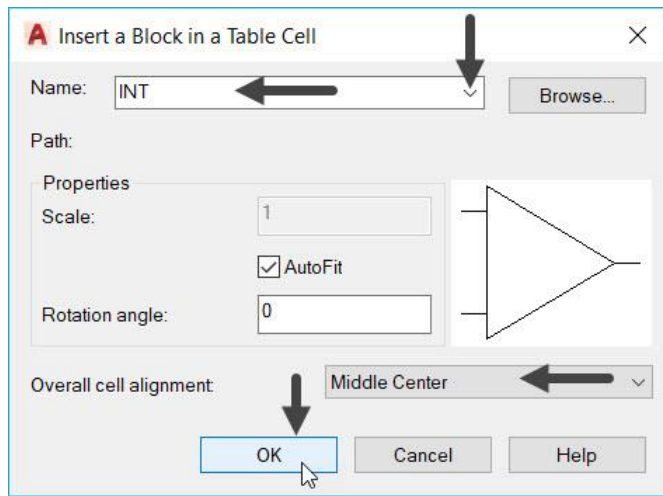 A Insert a Block in a Table Cell
Name: INT Browse...
Path:
Properties
Scale: 1
AutoFit
Rotation angle: 0
Overall cell alignment: Middle Center
OK Cancel Help